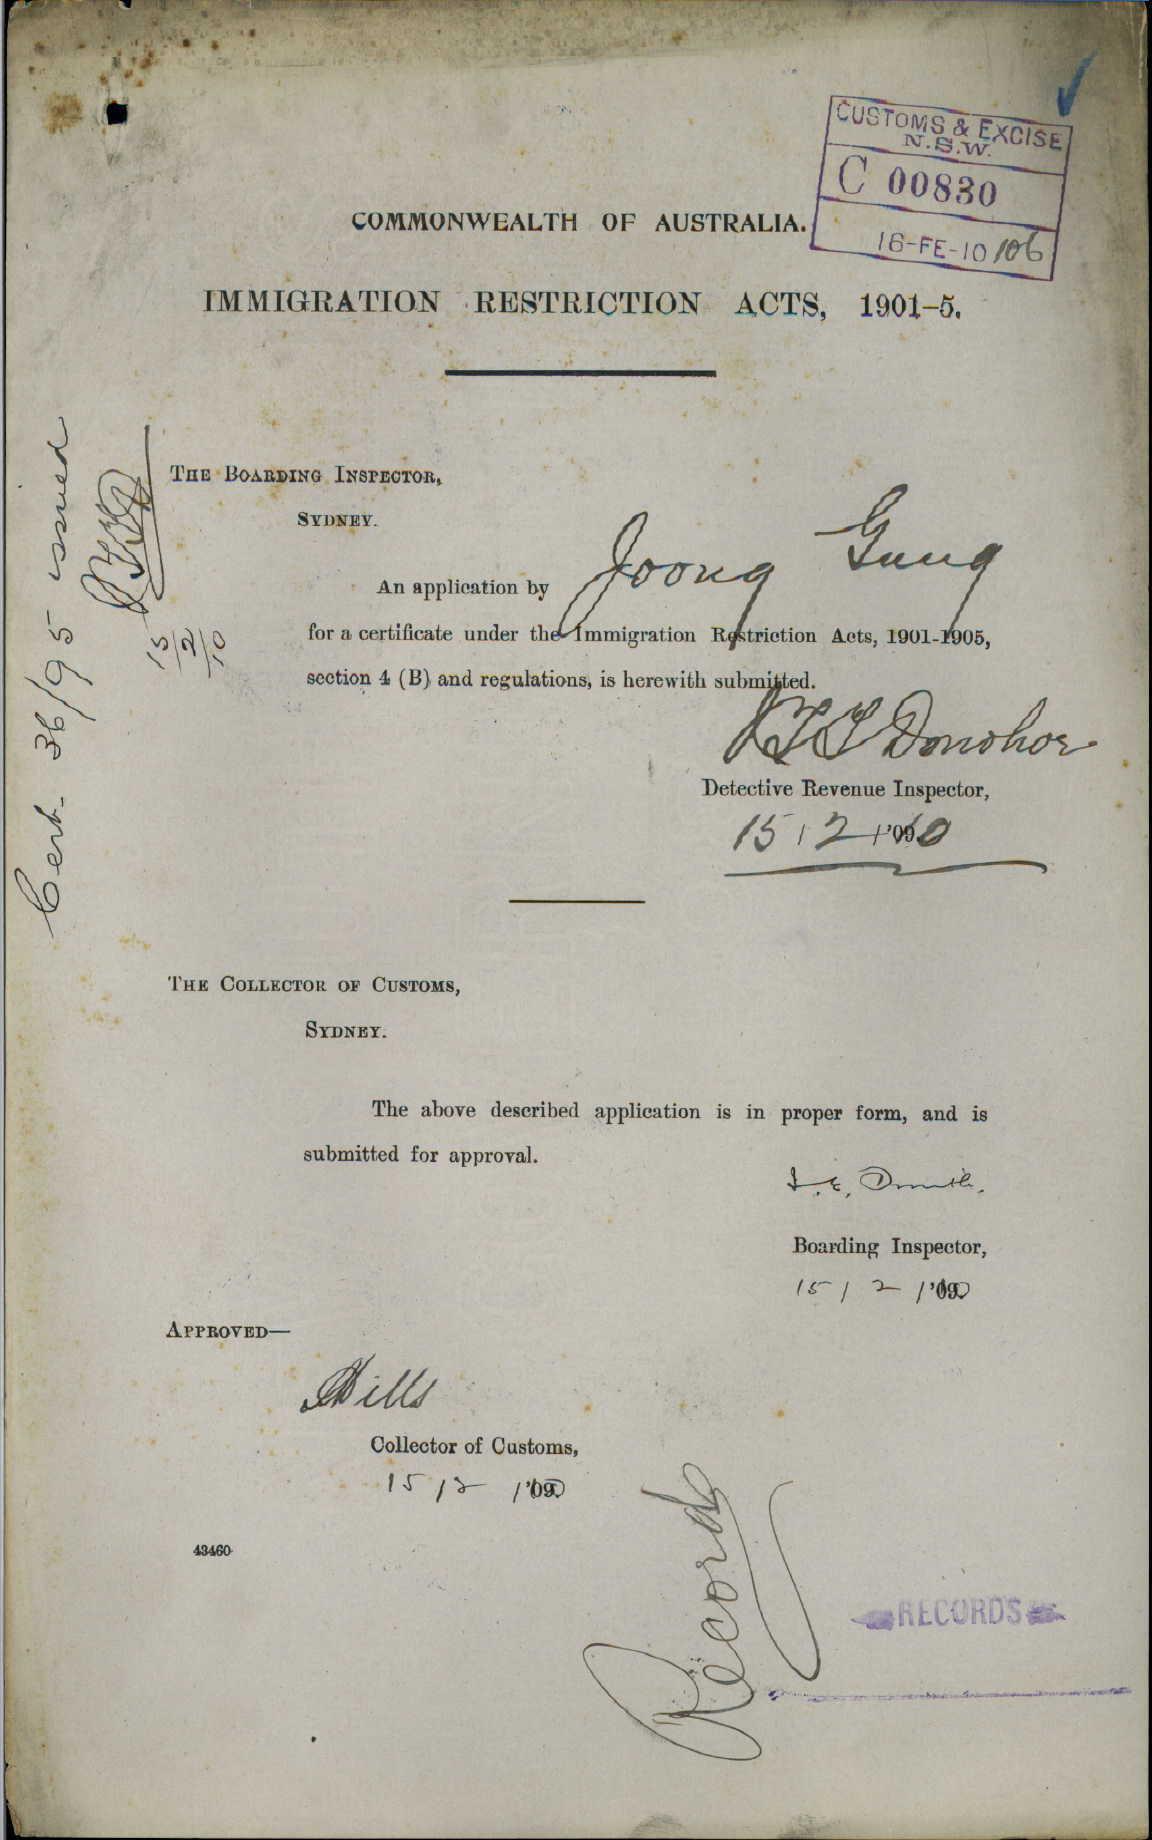 CUSTOMS & EXCISE
N.S.W.
C 00830
16-FE-10 106
COMMONWEALTH OF AUSTRALIA.
IMMIGRATION RESTRICTION ACTS, 1901-5.
Cert. 36/95 issued
15/2/10
THE BOARDING INSPECTOR,
SYDNEY.
An application by Joong Gung
for a certificate under the Immigration Restriction Acts, 1901-1905,
section 4 (B) and regulations, is herewith submitted.
JTT Donohoe
Detective Revenue Inspector,
15/2/'10
THE COLLECTOR OF CUSTOMS,
SYDNEY.
The above described application is in proper form, and is
submitted for approval.
Boarding Inspector,
15/2/'10
APPROVED—
Mills
Collector of Customs,
15/2/'10
43460
Record
RECORDS